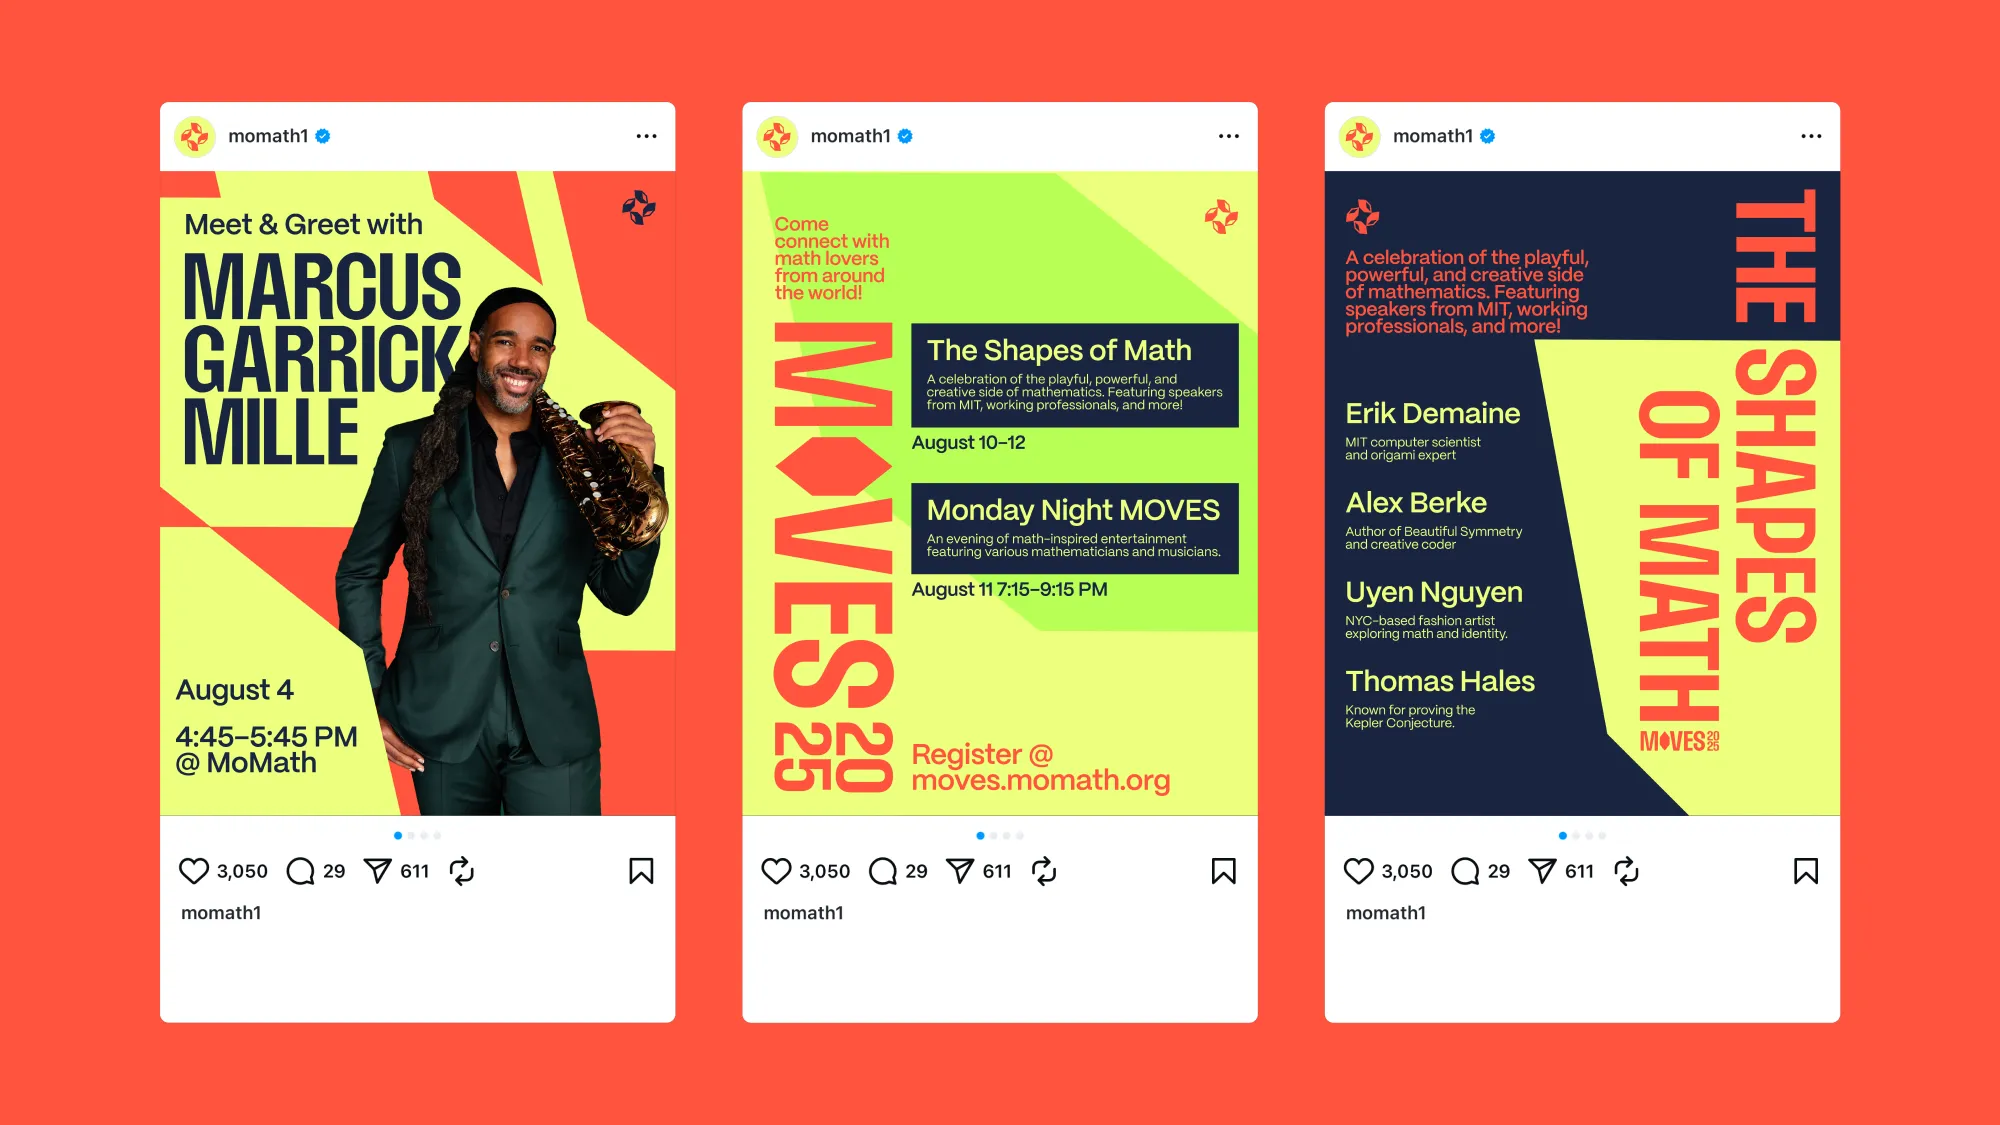 momath1
Meet & Greet with
MARCUS
GARRICK
MILLE
August 4
4:45–5:45 PM
@ MoMath
3,050
29
611
momath1
momath1
Come
connect with
math lovers
from around
the world!
MOVES
20
25
The Shapes of Math
A celebration of the playful, powerful, and
creative side of mathematics. Featuring speakers
from MIT, working professionals, and more!
August 10–12
Monday Night MOVES
An evening of math-inspired entertainment
featuring various mathematicians and musicians.
August 11 7:15–9:15 PM
Register @
moves.momath.org
3,050
29
611
momath1
momath1
A celebration of the playful,
powerful, and creative side
of mathematics. Featuring
speakers from MIT, working
professionals, and more!
THE SHAPES
OF MATH
Erik Demaine
MIT computer scientist
and origami expert
Alex Berke
Author of Beautiful Symmetry
and creative coder
Uyen Nguyen
NYC-based fashion artist
exploring math and identity.
Thomas Hales
Known for proving the
Kepler Conjecture.
MOVES
20
25
3,050
29
611
momath1